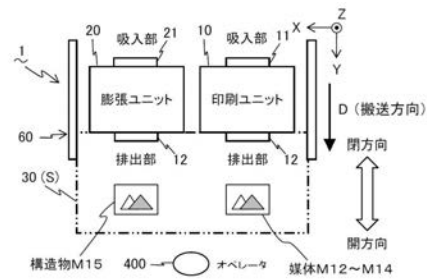 20 吸入部 21 10 吸入部 11 X Z
Y
1
膨張ユニット 印刷ユニット D (搬送方向)
60
12 12
排出部 排出部 閉方向
30 (S)
開方向
構造物M15 400 オペレータ 媒体M12～M14